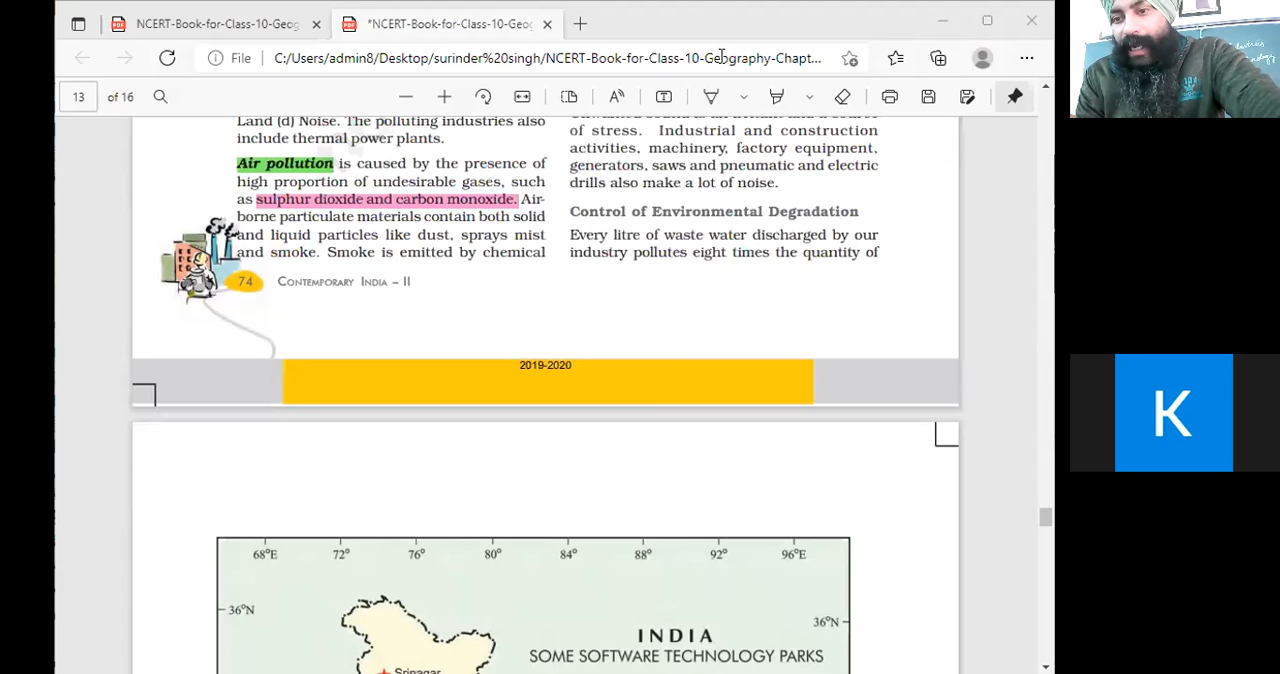 NCERT-Book-for-Class-10-Geog
*NCERT-Book-for-Class-10-Geog
File
C:/Users/admin8/Desktop/surinder%20singh/NCERT-Book-for-Class-10-Geography-Chapt...
13 of 16
Land (d) Noise. The polluting industries also
include thermal power plants.
Air pollution is caused by the presence of
high proportion of undesirable gases, such
as sulphur dioxide and carbon monoxide. Air-
borne particulate materials contain both solid
and liquid particles like dust, sprays mist
and smoke. Smoke is emitted by chemical
74 CONTEMPORARY INDIA – II
of stress. Industrial and construction
activities, machinery, factory equipment,
generators, saws and pneumatic and electric
drills also make a lot of noise.
Control of Environmental Degradation
Every litre of waste water discharged by our
industry pollutes eight times the quantity of
2019-2020
68°E 72° 76° 80° 84° 88° 92° 96°E
36°N 36°N
INDIA
SOME SOFTWARE TECHNOLOGY PARKS
Srinagar
K